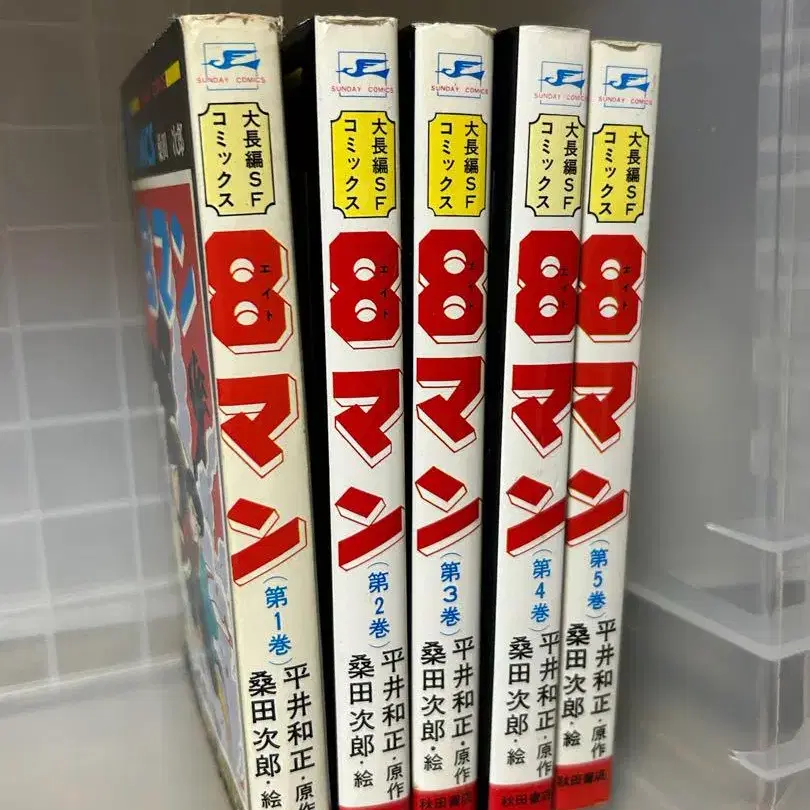 SUNDAY COMICS
大長編SF
コミックス
8マン
エイト
(第1巻)
平井和正・原作
桑田次郎・絵
SUNDAY COMICS
大長編SF
コミックス
8マン
エイト
(第2巻)
平井和正・原作
桑田次郎・絵
SUNDAY COMICS
大長編SF
コミックス
8マン
エイト
(第3巻)
平井和正・原作
桑田次郎・絵
秋田書店
SUNDAY COMICS
大長編SF
コミックス
8マン
エイト
(第4巻)
平井和正・原作
桑田次郎・絵
秋田書店
SUNDAY COMICS
大長編SF
コミックス
8マン
エイト
(第5巻)
平井和正・原作
桑田次郎・絵
秋田書店